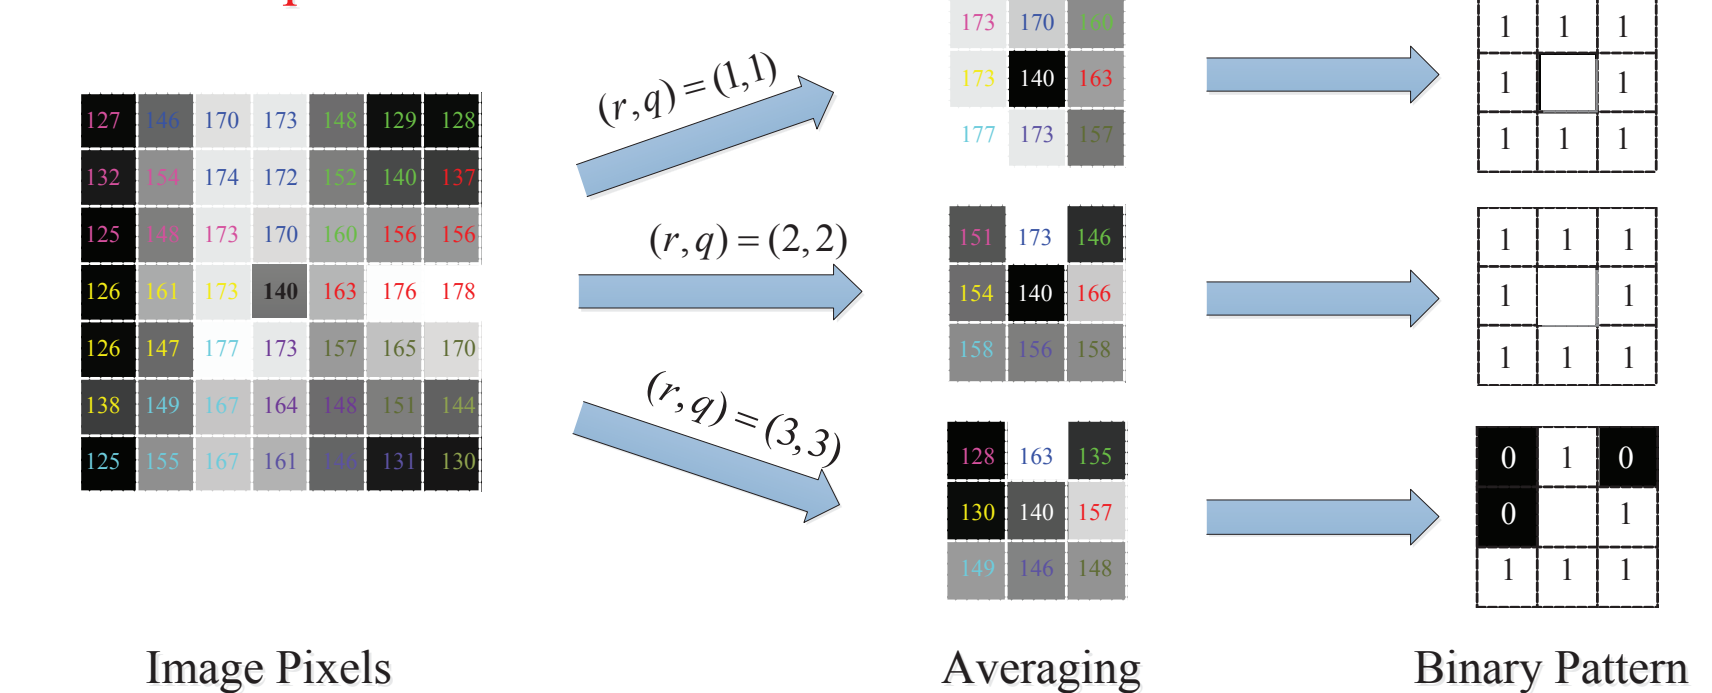 127 146 170 173 148 129 128
132 154 174 172 152 140 137
125 148 173 170 160 156 156
126 161 173 140 163 176 178
126 147 177 173 157 165 170
138 149 167 164 148 151 144
125 155 167 161 146 131 130
Image Pixels
(r,q) = (1,1)
(r,q) = (2,2)
(r,q) = (3,3)
173 170 160
173 140 163
177 173 157
151 173 146
154 140 166
158 156 158
128 163 135
130 140 157
149 146 148
Averaging
1 1 1
1 1
1 1 1
1 1 1
1 1
1 1 1
0 1 0
0 1
1 1 1
Binary Pattern